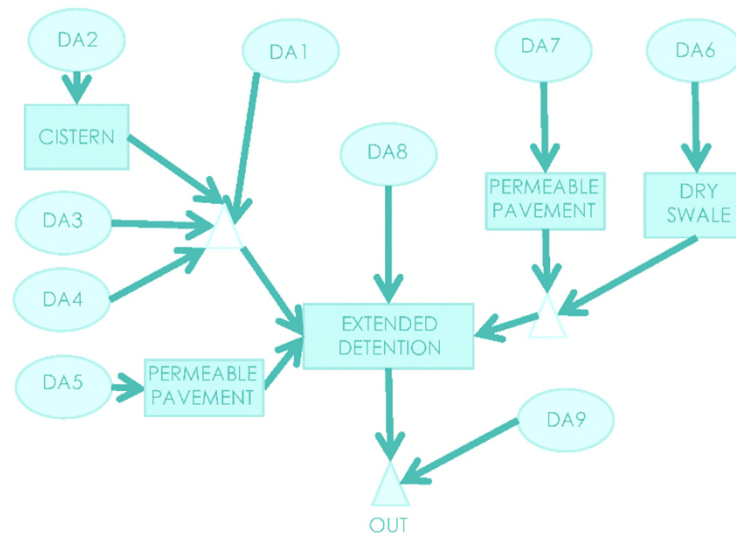 DA2
DA1
DA7
DA6
CISTERN
DA8
PERMEABLE
PAVEMENT
DRY
SWALE
DA3
DA4
EXTENDED
DETENTION
DA5
PERMEABLE
PAVEMENT
DA9
OUT